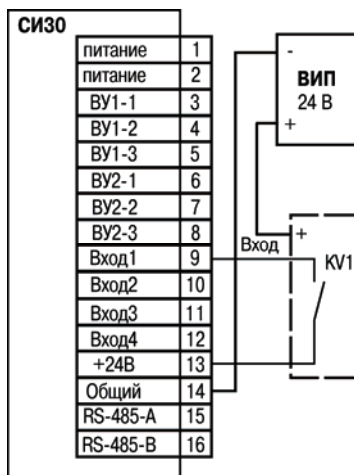 СИ30
питание 1
питание 2
ВУ1-1 3
ВУ1-2 4
ВУ1-3 5
ВУ2-1 6
ВУ2-2 7
ВУ2-3 8
Вход1 9
Вход2 10
Вход3 11
Вход4 12
+24В 13
Общий 14
RS-485-А 15
RS-485-В 16
-
ВИП
24 В
+
Вход
+
KV1